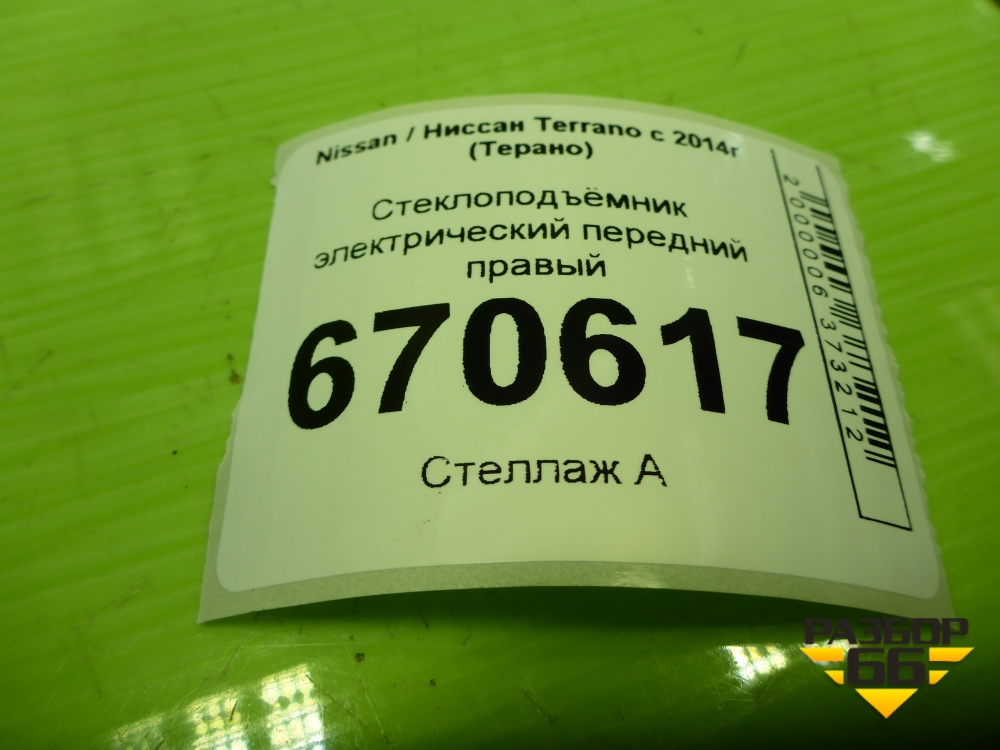 Nissan / Ниссан Terrano с 2014г
(Терано)
Стеклоподъёмник
электрический передний
правый
670617
Стеллаж А
2000006373212
РАЗБОР
66